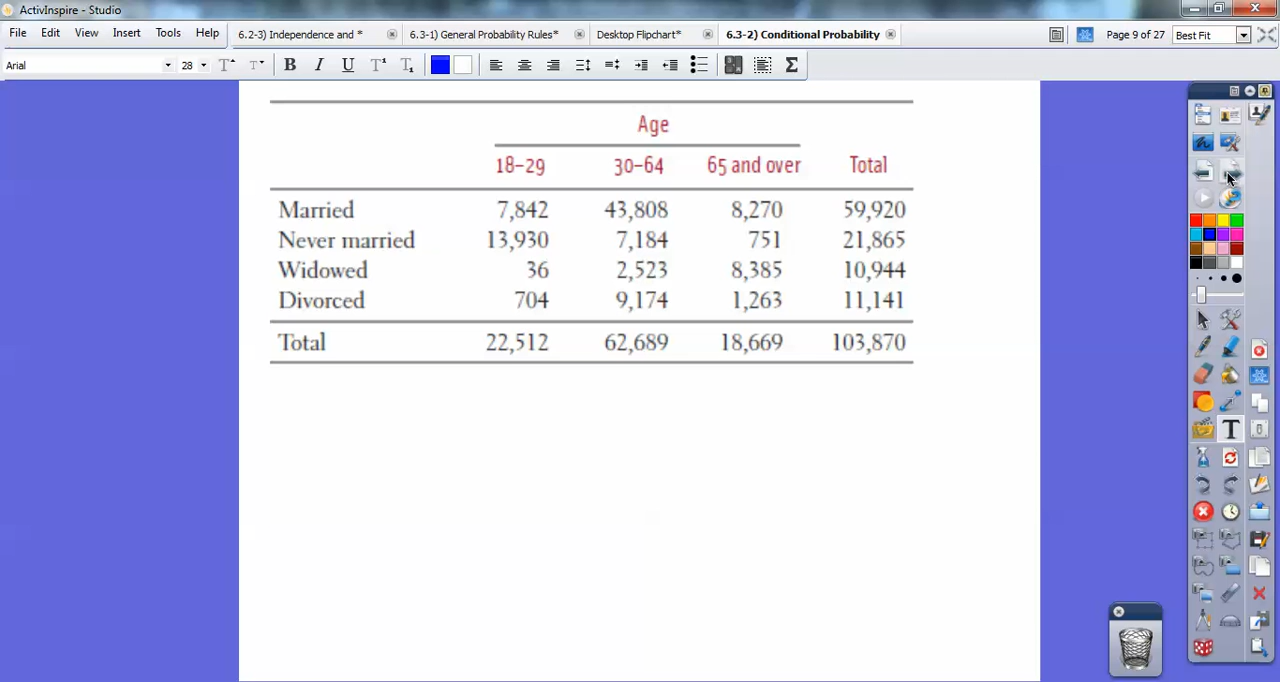 ActivInspire - Studio
File Edit View Insert Tools Help 6.2-3) Independence and * 6.3-1) General Probability Rules* Desktop Flipchart* 6.3-2) Conditional Probability Page 9 of 27 Best Fit
Arial 28 B I U
Age
18–29 30–64 65 and over Total
Married 7,842 43,808 8,270 59,920
Never married 13,930 7,184 751 21,865
Widowed 36 2,523 8,385 10,944
Divorced 704 9,174 1,263 11,141
Total 22,512 62,689 18,669 103,870